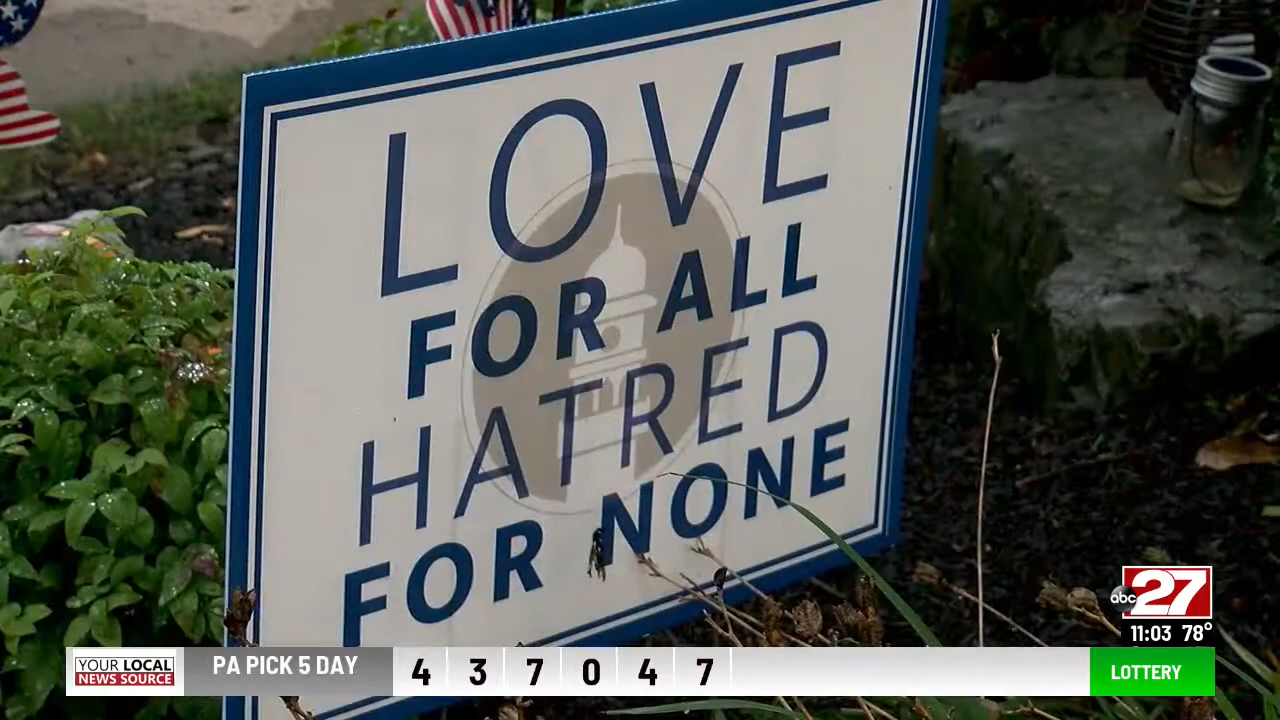 LOVE
FOR ALL
HATRED
FOR NONE
abc 27
11:03 78°
YOUR LOCAL
NEWS SOURCE
PA PICK 5 DAY
4 3 7 0 4 7
LOTTERY